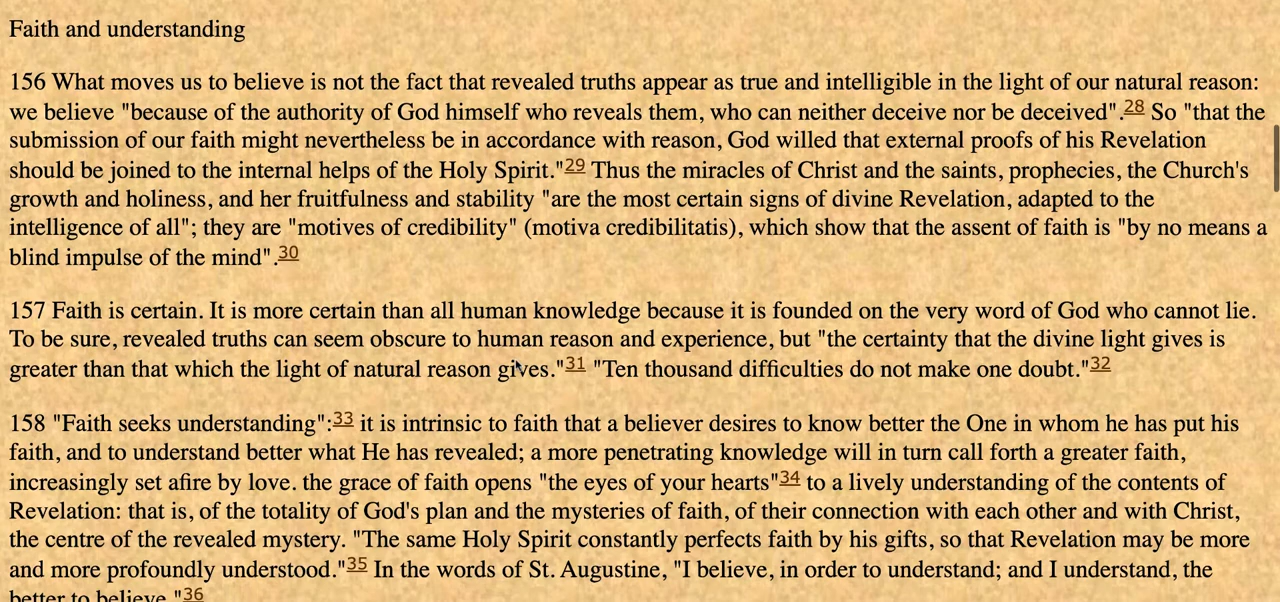 Faith and understanding
156 What moves us to believe is not the fact that revealed truths appear as true and intelligible in the light of our natural reason:
we believe "because of the authority of God himself who reveals them, who can neither deceive nor be deceived".28 So "that the
submission of our faith might nevertheless be in accordance with reason, God willed that external proofs of his Revelation
should be joined to the internal helps of the Holy Spirit."29 Thus the miracles of Christ and the saints, prophecies, the Church's
growth and holiness, and her fruitfulness and stability "are the most certain signs of divine Revelation, adapted to the
intelligence of all"; they are "motives of credibility" (motiva credibilitatis), which show that the assent of faith is "by no means a
blind impulse of the mind".30
157 Faith is certain. It is more certain than all human knowledge because it is founded on the very word of God who cannot lie.
To be sure, revealed truths can seem obscure to human reason and experience, but "the certainty that the divine light gives is
greater than that which the light of natural reason gives."31 "Ten thousand difficulties do not make one doubt."32
158 "Faith seeks understanding":33 it is intrinsic to faith that a believer desires to know better the One in whom he has put his
faith, and to understand better what He has revealed; a more penetrating knowledge will in turn call forth a greater faith,
increasingly set afire by love. the grace of faith opens "the eyes of your hearts"34 to a lively understanding of the contents of
Revelation: that is, of the totality of God's plan and the mysteries of faith, of their connection with each other and with Christ,
the centre of the revealed mystery. "The same Holy Spirit constantly perfects faith by his gifts, so that Revelation may be more
and more profoundly understood."35 In the words of St. Augustine, "I believe, in order to understand; and I understand, the
better to believe."36